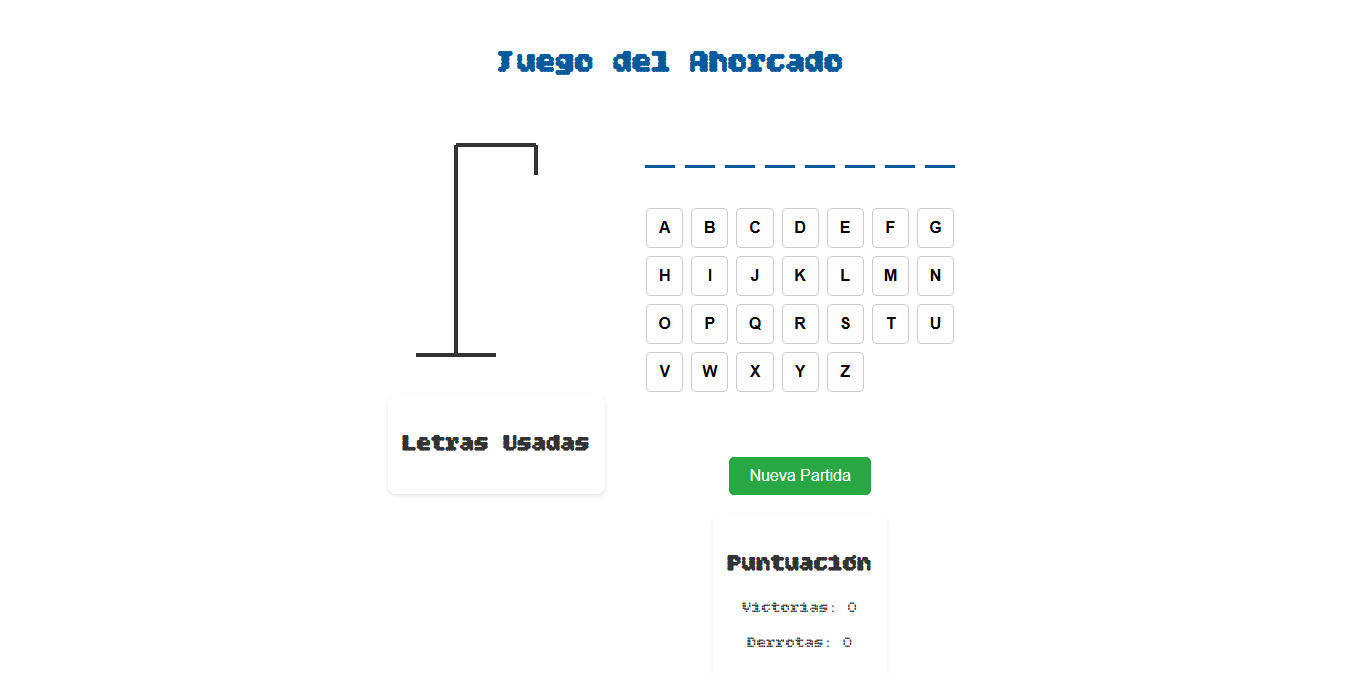 Juego del Ahorcado
A B C D E F G
H I J K L M N
O P Q R S T U
V W X Y Z
Letras Usadas
Nueva Partida
Puntuación
Victorias: 0
Derrotas: 0